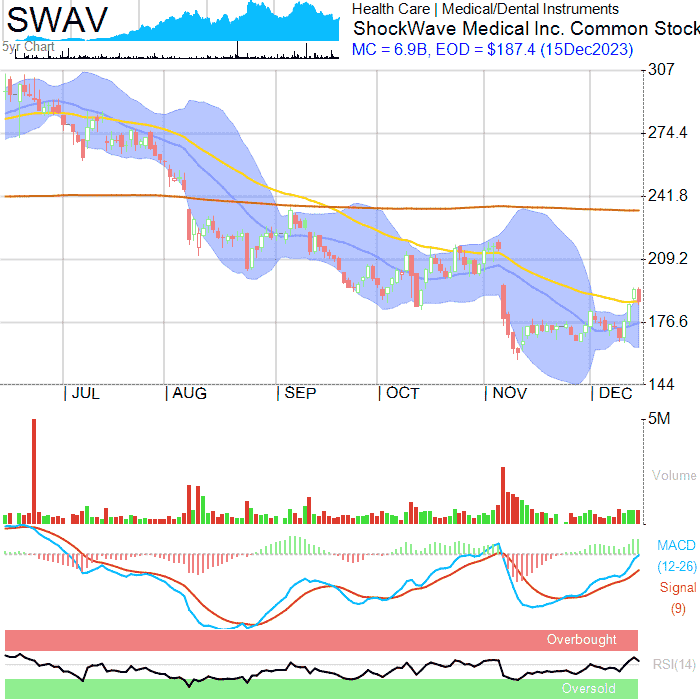 SWAV
Health Care | Medical/Dental Instruments
ShockWave Medical Inc. Common Stock
MC = 6.9B, EOD = $187.4 (15Dec2023)
5yr Chart
307
274.4
241.8
209.2
176.6
144
| JUL | AUG | SEP | OCT | NOV | DEC
5M
Volume
MACD
(12-26)
Signal
(9)
Overbought
RSI(14)
Oversold